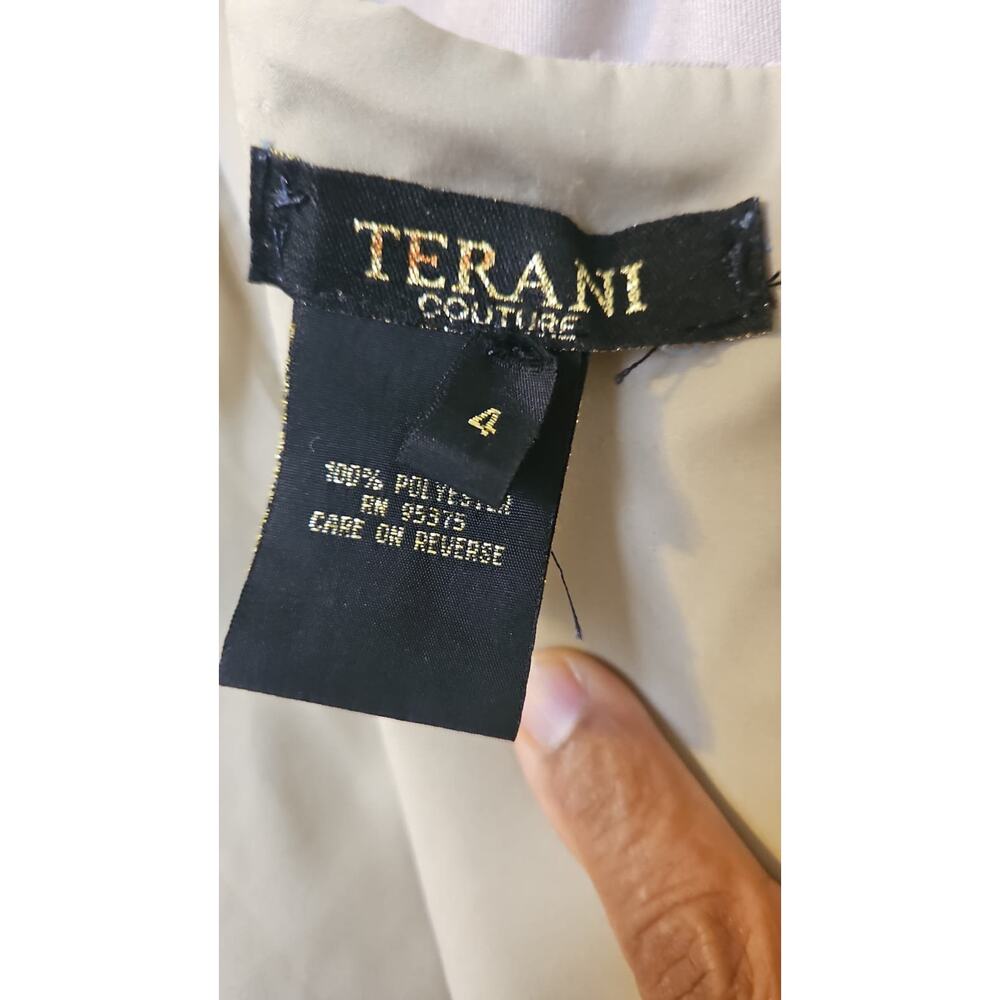 TERANI
COUTURE
4
100% POLYESTER
RN 95375
CARE ON REVERSE